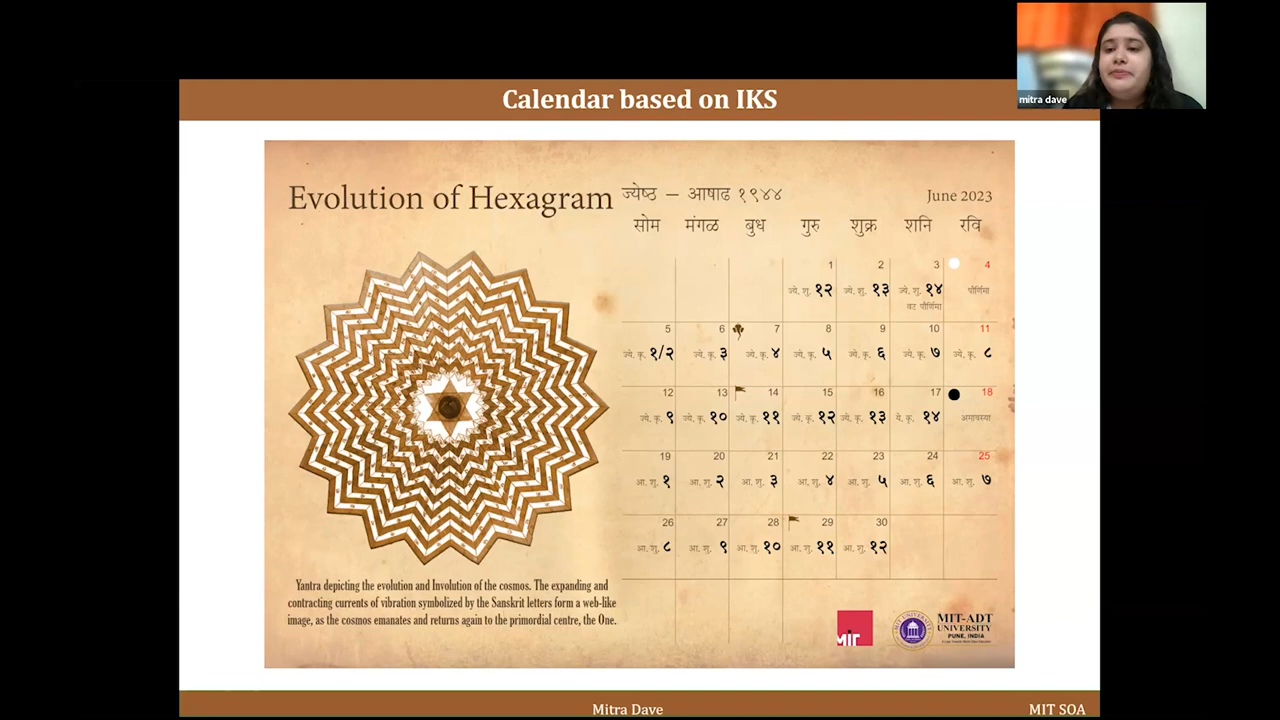 mitra dave
Calendar based on IKS
Evolution of Hexagram
ज्येष्ठ – आषाढ १९४४
June 2023
सोम मंगळ बुध गुरु शुक्र शनि रवि
1 2 3 4
ज्ये. शु. १२ ज्ये. शु. १३ ज्ये. शु. १४ पौर्णिमा
वट पौर्णिमा
5 6 7 8 9 10 11
ज्ये. कृ. १/२ ज्ये. कृ. ३ ज्ये. कृ. ४ ज्ये. कृ. ५ ज्ये. कृ. ६ ज्ये. कृ. ७ ज्ये. कृ. ८
12 13 14 15 16 17 18
ज्ये. कृ. ९ ज्ये. कृ. १० ज्ये. कृ. ११ ज्ये. कृ. १२ ज्ये. कृ. १३ ये. कृ. १४ अमावस्या
19 20 21 22 23 24 25
आ. शु. १ आ. शु. २ आ. शु. ३ आ. शु. ४ आ. शु. ५ आ. शु. ६ आ. शु. ७
26 27 28 29 30
आ. शु. ८ आ. शु. ९ आ. शु. १० आ. शु. ११ आ. शु. १२
Yantra depicting the evolution and Involution of the cosmos. The expanding and
contracting currents of vibration symbolized by the Sanskrit letters form a web-like
image, as the cosmos emanates and returns again to the primordial centre, the One.
MIT
MIT-ADT
UNIVERSITY
PUNE, INDIA
Mitra Dave
MIT SOA